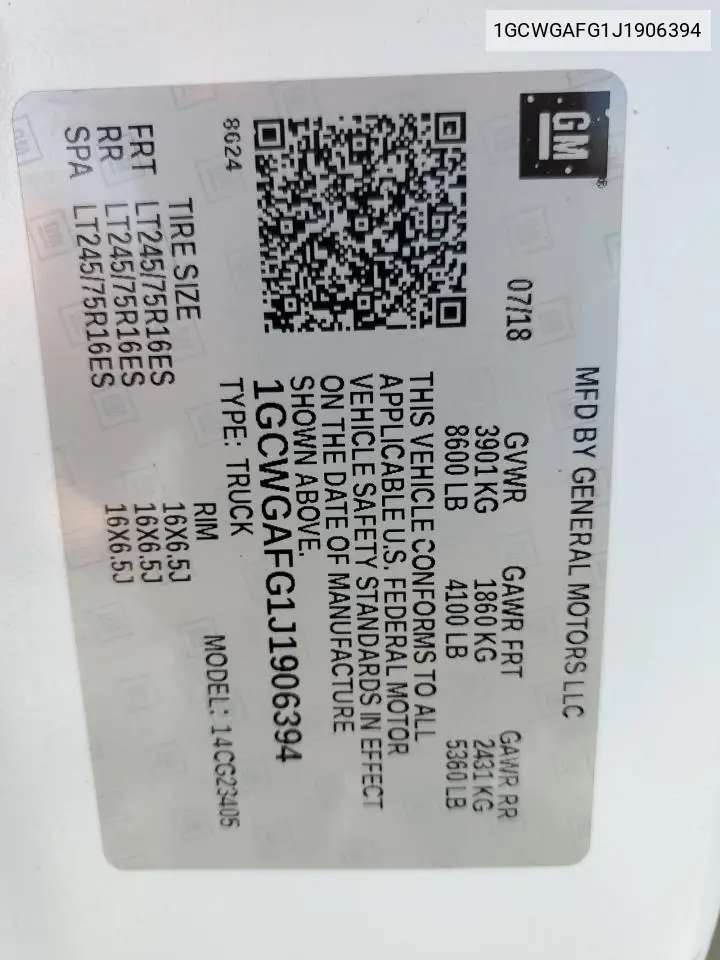 1GCWGAFG1J1906394
GM
®
MFD BY GENERAL MOTORS LLC
07/18
GVWR GAWR FRT GAWR RR
3901 KG 1860 KG 2431 KG
8600 LB 4100 LB 5360 LB
THIS VEHICLE CONFORMS TO ALL
APPLICABLE U.S. FEDERAL MOTOR
VEHICLE SAFETY STANDARDS IN EFFECT
ON THE DATE OF MANUFACTURE
SHOWN ABOVE.
1GCWGAFG1J1906394
TYPE: TRUCK
8624
MODEL: 14CG23405
TIRE SIZE RIM
FRT LT245/75R16ES 16X6.5J
RR LT245/75R16ES 16X6.5J
SPA LT245/75R16ES 16X6.5J